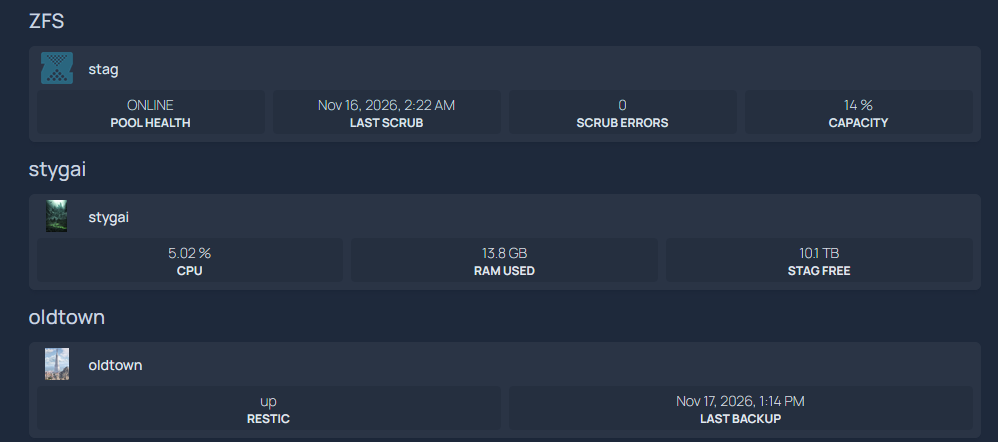 ZFS
stag
ONLINE
POOL HEALTH
Nov 16, 2026, 2:22 AM
LAST SCRUB
0
SCRUB ERRORS
14 %
CAPACITY
stygai
stygai
5.02 %
CPU
13.8 GB
RAM USED
10.1 TB
STAG FREE
oldtown
oldtown
up
RESTIC
Nov 17, 2026, 1:14 PM
LAST BACKUP